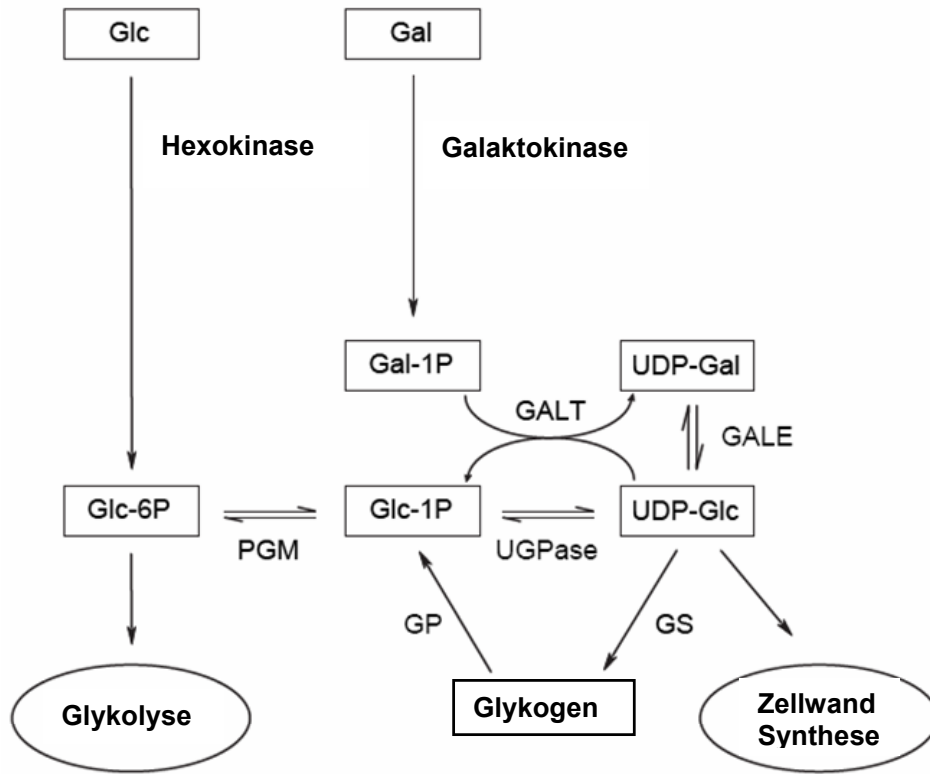 Glc
Gal
Hexokinase
Galaktokinase
Gal-1P
UDP-Gal
GALT
GALE
Glc-6P
Glc-1P
UDP-Glc
PGM
UGPase
GP
GS
Glykolyse
Glykogen
Zellwand
Synthese